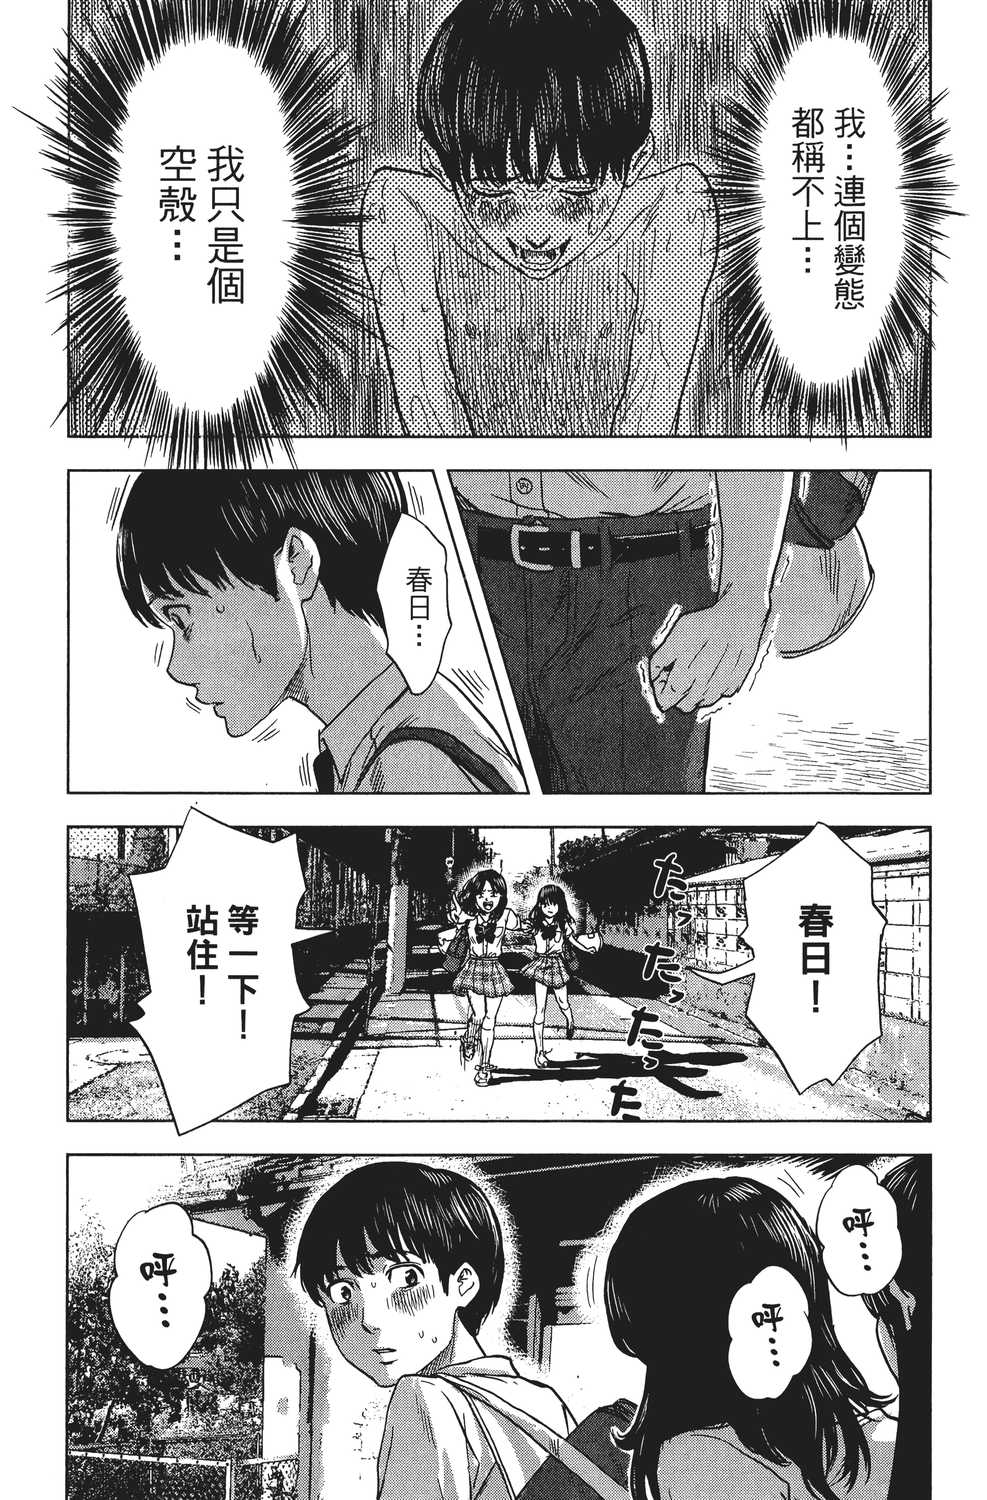 我…連個變態
都稱不上…
我只是個
空殼…
春日…
春日！
たっ
たっ
たっ
た
等一下！
站住！
呼…
呼…
呼…